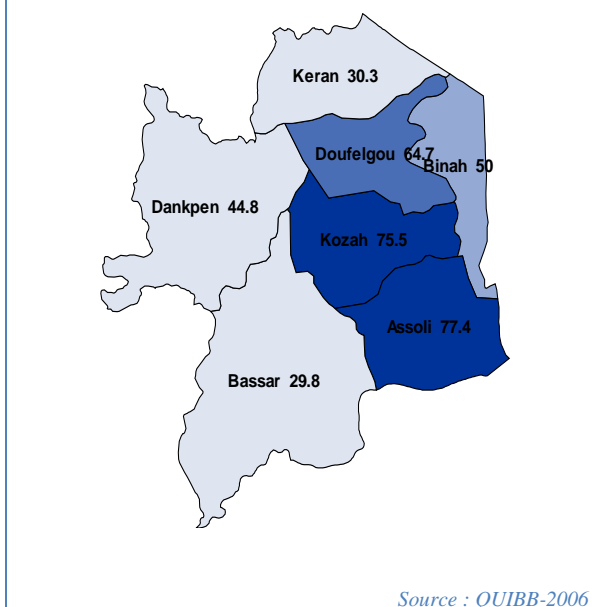 Keran 30.3
Doufelgou 64.7
Binah 50
Dankpen 44.8
Kozah 75.5
Assoli 77.4
Bassar 29.8
Source : QUIBB-2006